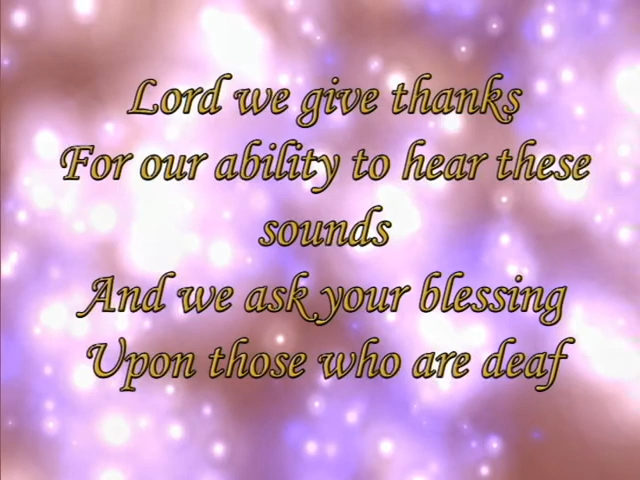 Lord we give thanks
For our ability to hear these
sounds
And we ask your blessing
Upon those who are deaf